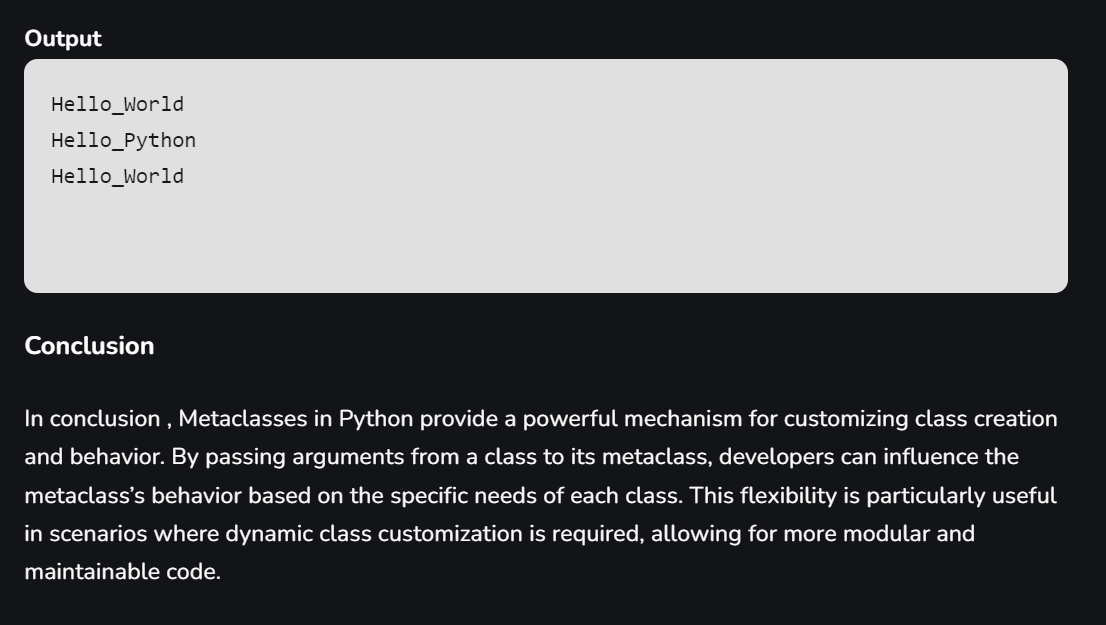 Output
Hello_World
Hello_Python
Hello_World
Conclusion
In conclusion , Metaclasses in Python provide a powerful mechanism for customizing class creation
and behavior. By passing arguments from a class to its metaclass, developers can influence the
metaclass’s behavior based on the specific needs of each class. This flexibility is particularly useful
in scenarios where dynamic class customization is required, allowing for more modular and
maintainable code.